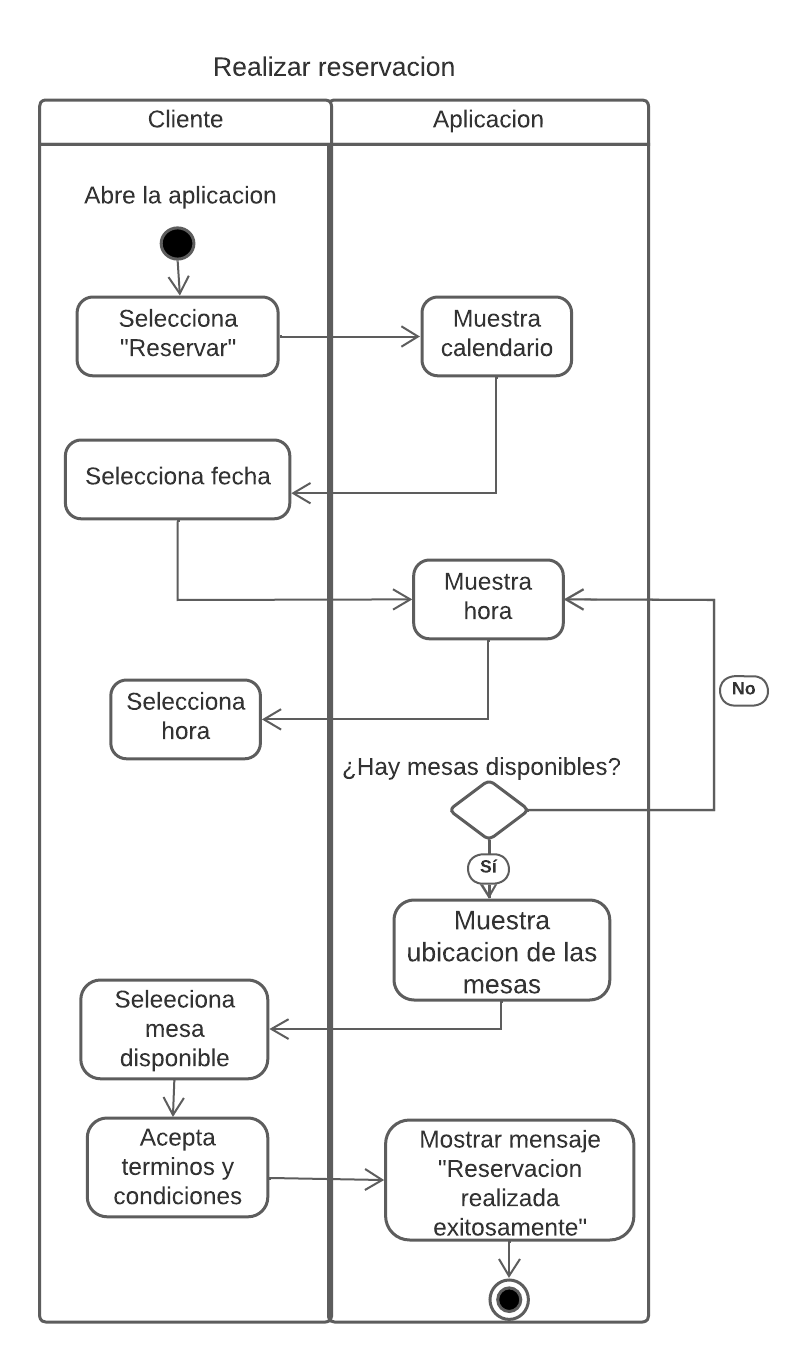 Realizar reservacion
Cliente
Aplicacion
Abre la aplicacion
Selecciona
"Reservar"
Muestra
calendario
Selecciona fecha
Muestra
hora
Selecciona
hora
No
¿Hay mesas disponibles?
Sí
Muestra
ubicacion de las
mesas
Seleeciona
mesa
disponible
Acepta
terminos y
condiciones
Mostrar mensaje
"Reservacion
realizada
exitosamente"